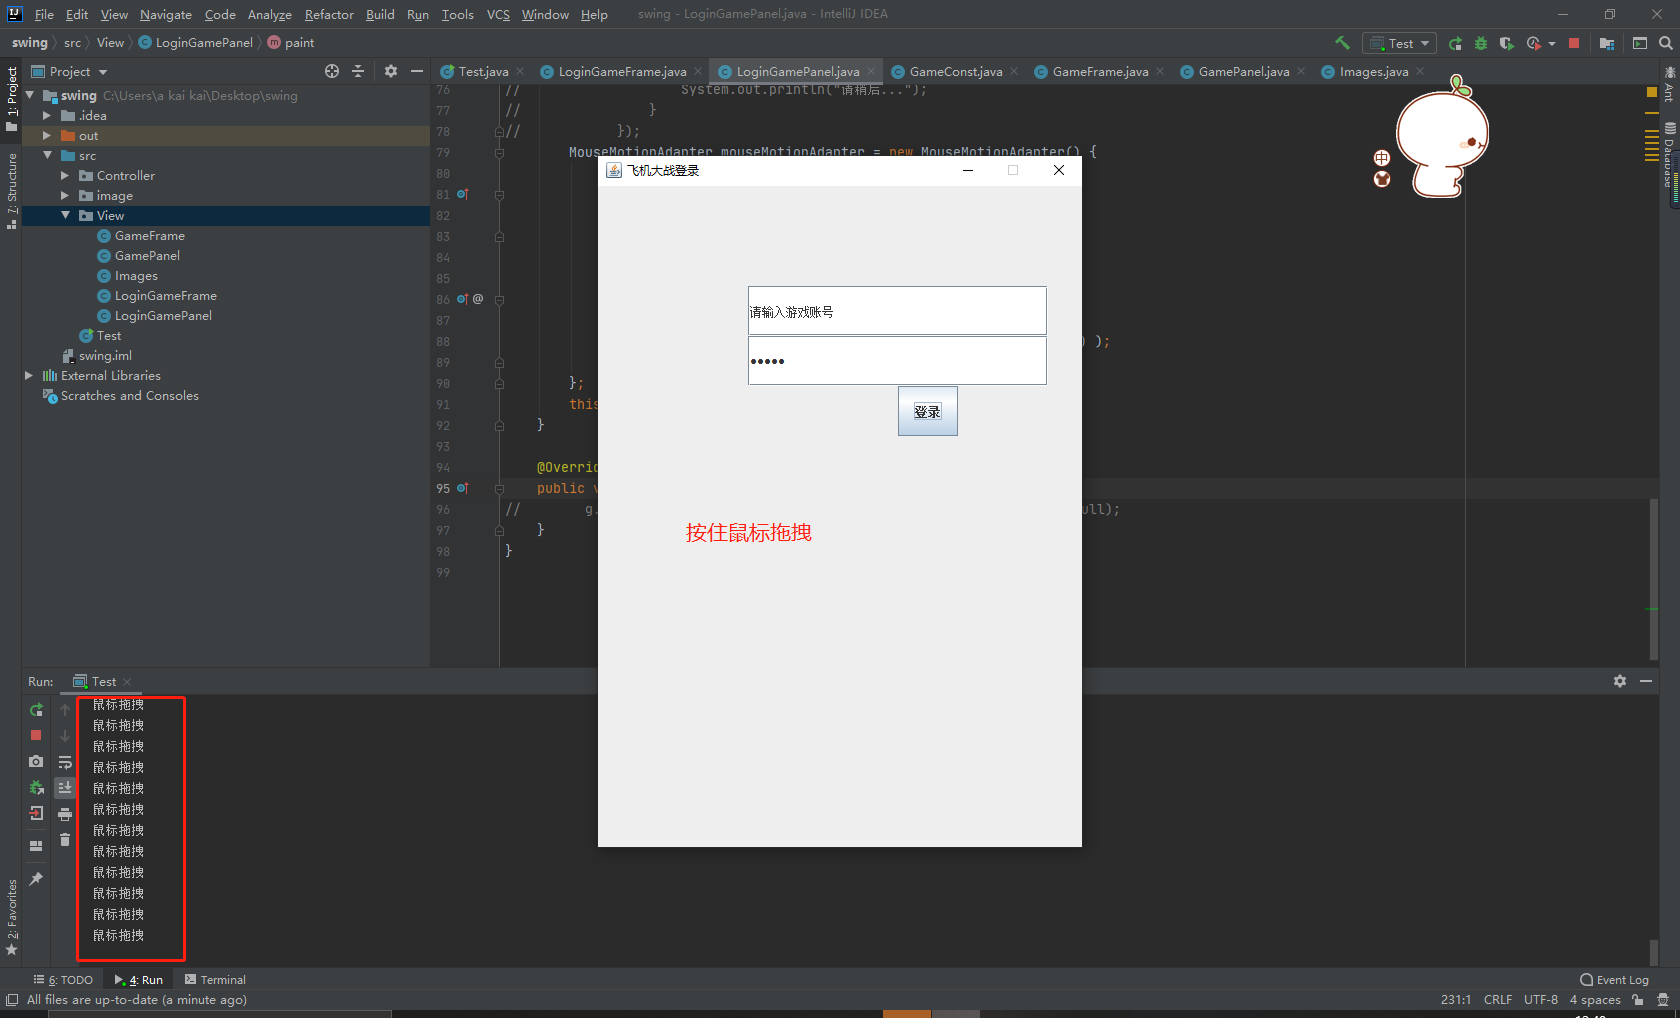 File Edit View Navigate Code Analyze Refactor Build Run Tools VCS Window Help swing - LoginGamePanel.java - IntelliJ IDEA
swing src View LoginGamePanel paint Test
Project
Test.java LoginGameFrame.java LoginGamePanel.java GameConst.java GameFrame.java GamePanel.java Images.java
1: Project
7: Structure
2: Favorites
Ant
Database
swing C:\Users\a kai kai\Desktop\swing
.idea
out
src
Controller
image
View
GameFrame
GamePanel
Images
LoginGameFrame
LoginGamePanel
Test
swing.iml
External Libraries
Scratches and Consoles
76 // System.out.println("请稍后...");
77 // }
78 // });
79 MouseMotionAdapter mouseMotionAdapter = new MouseMotionAdapter() {
80
81
82
83
84
85
86 @
87
88 ) );
89
90 };
91 this
92 }
93
94 @Overrid
95 public v
96 // g. ull);
97 }
98 }
99
中
飞机大战登录
请输入游戏账号
•••••
登录
按住鼠标拖拽
Run: Test
鼠标拖拽
鼠标拖拽
鼠标拖拽
鼠标拖拽
鼠标拖拽
鼠标拖拽
鼠标拖拽
鼠标拖拽
鼠标拖拽
鼠标拖拽
鼠标拖拽
鼠标拖拽
6: TODO 4: Run Terminal Event Log
All files are up-to-date (a minute ago) 231:1 CRLF UTF-8 4 spaces